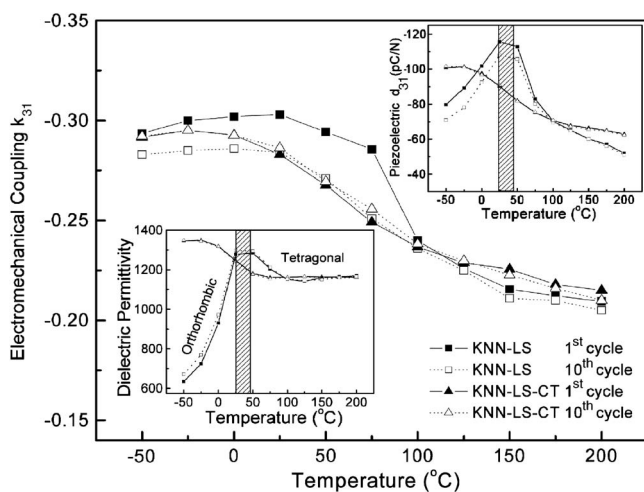 Electromechanical Coupling k31
-0.31
-0.30
-0.25
-0.20
-0.15
-50
0
50
100
150
200
Temperature (°C)
Piezoelectric d31(pC/N)
-120
-100
-80
-60
-40
-50
0
50
100
150
200
Temperature (°C)
Dielectric Permittivity
1400
1200
1000
800
600
Orthorhombic
Tetragonal
-50
0
50
100
150
200
Temperature (°C)
KNN-LS 1st cycle
KNN-LS 10th cycle
KNN-LS-CT 1st cycle
KNN-LS-CT 10th cycle